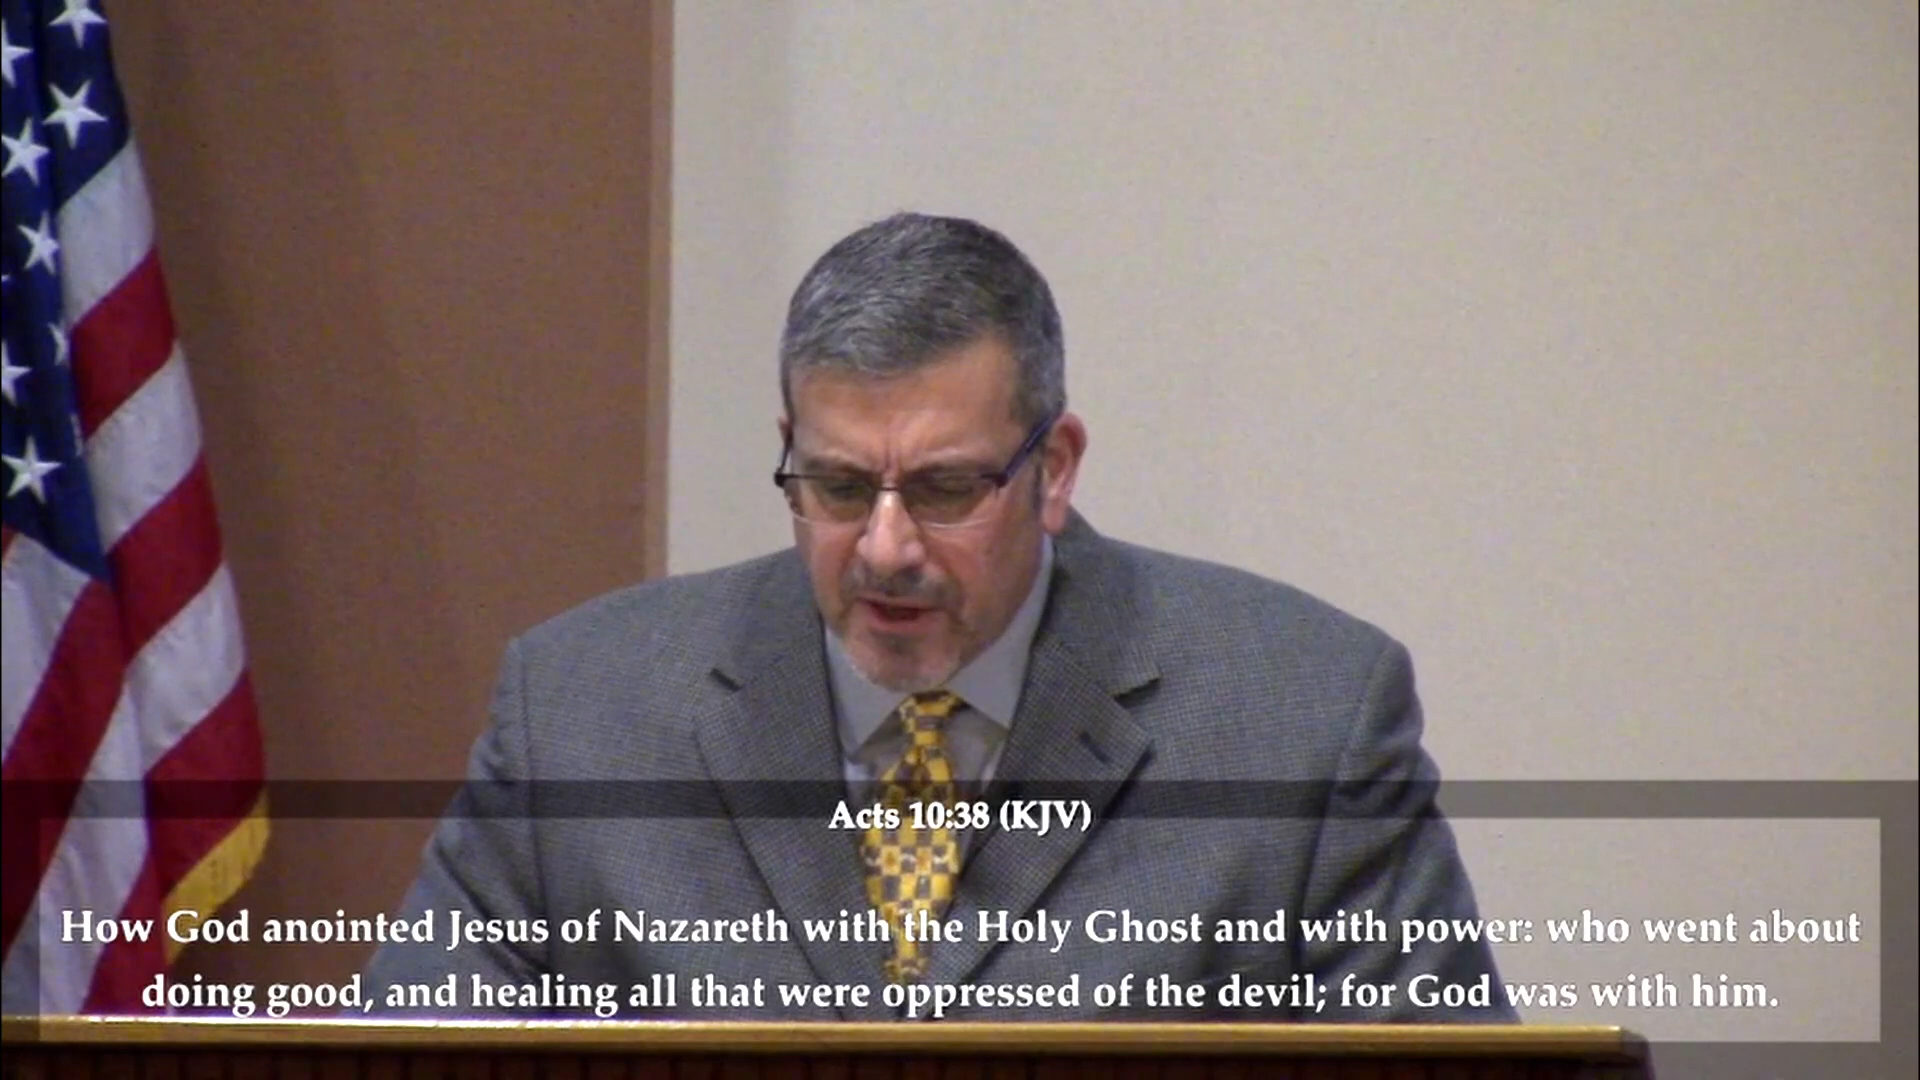 Acts 10:38 (KJV)
How God anointed Jesus of Nazareth with the Holy Ghost and with power: who went about
doing good, and healing all that were oppressed of the devil; for God was with him.